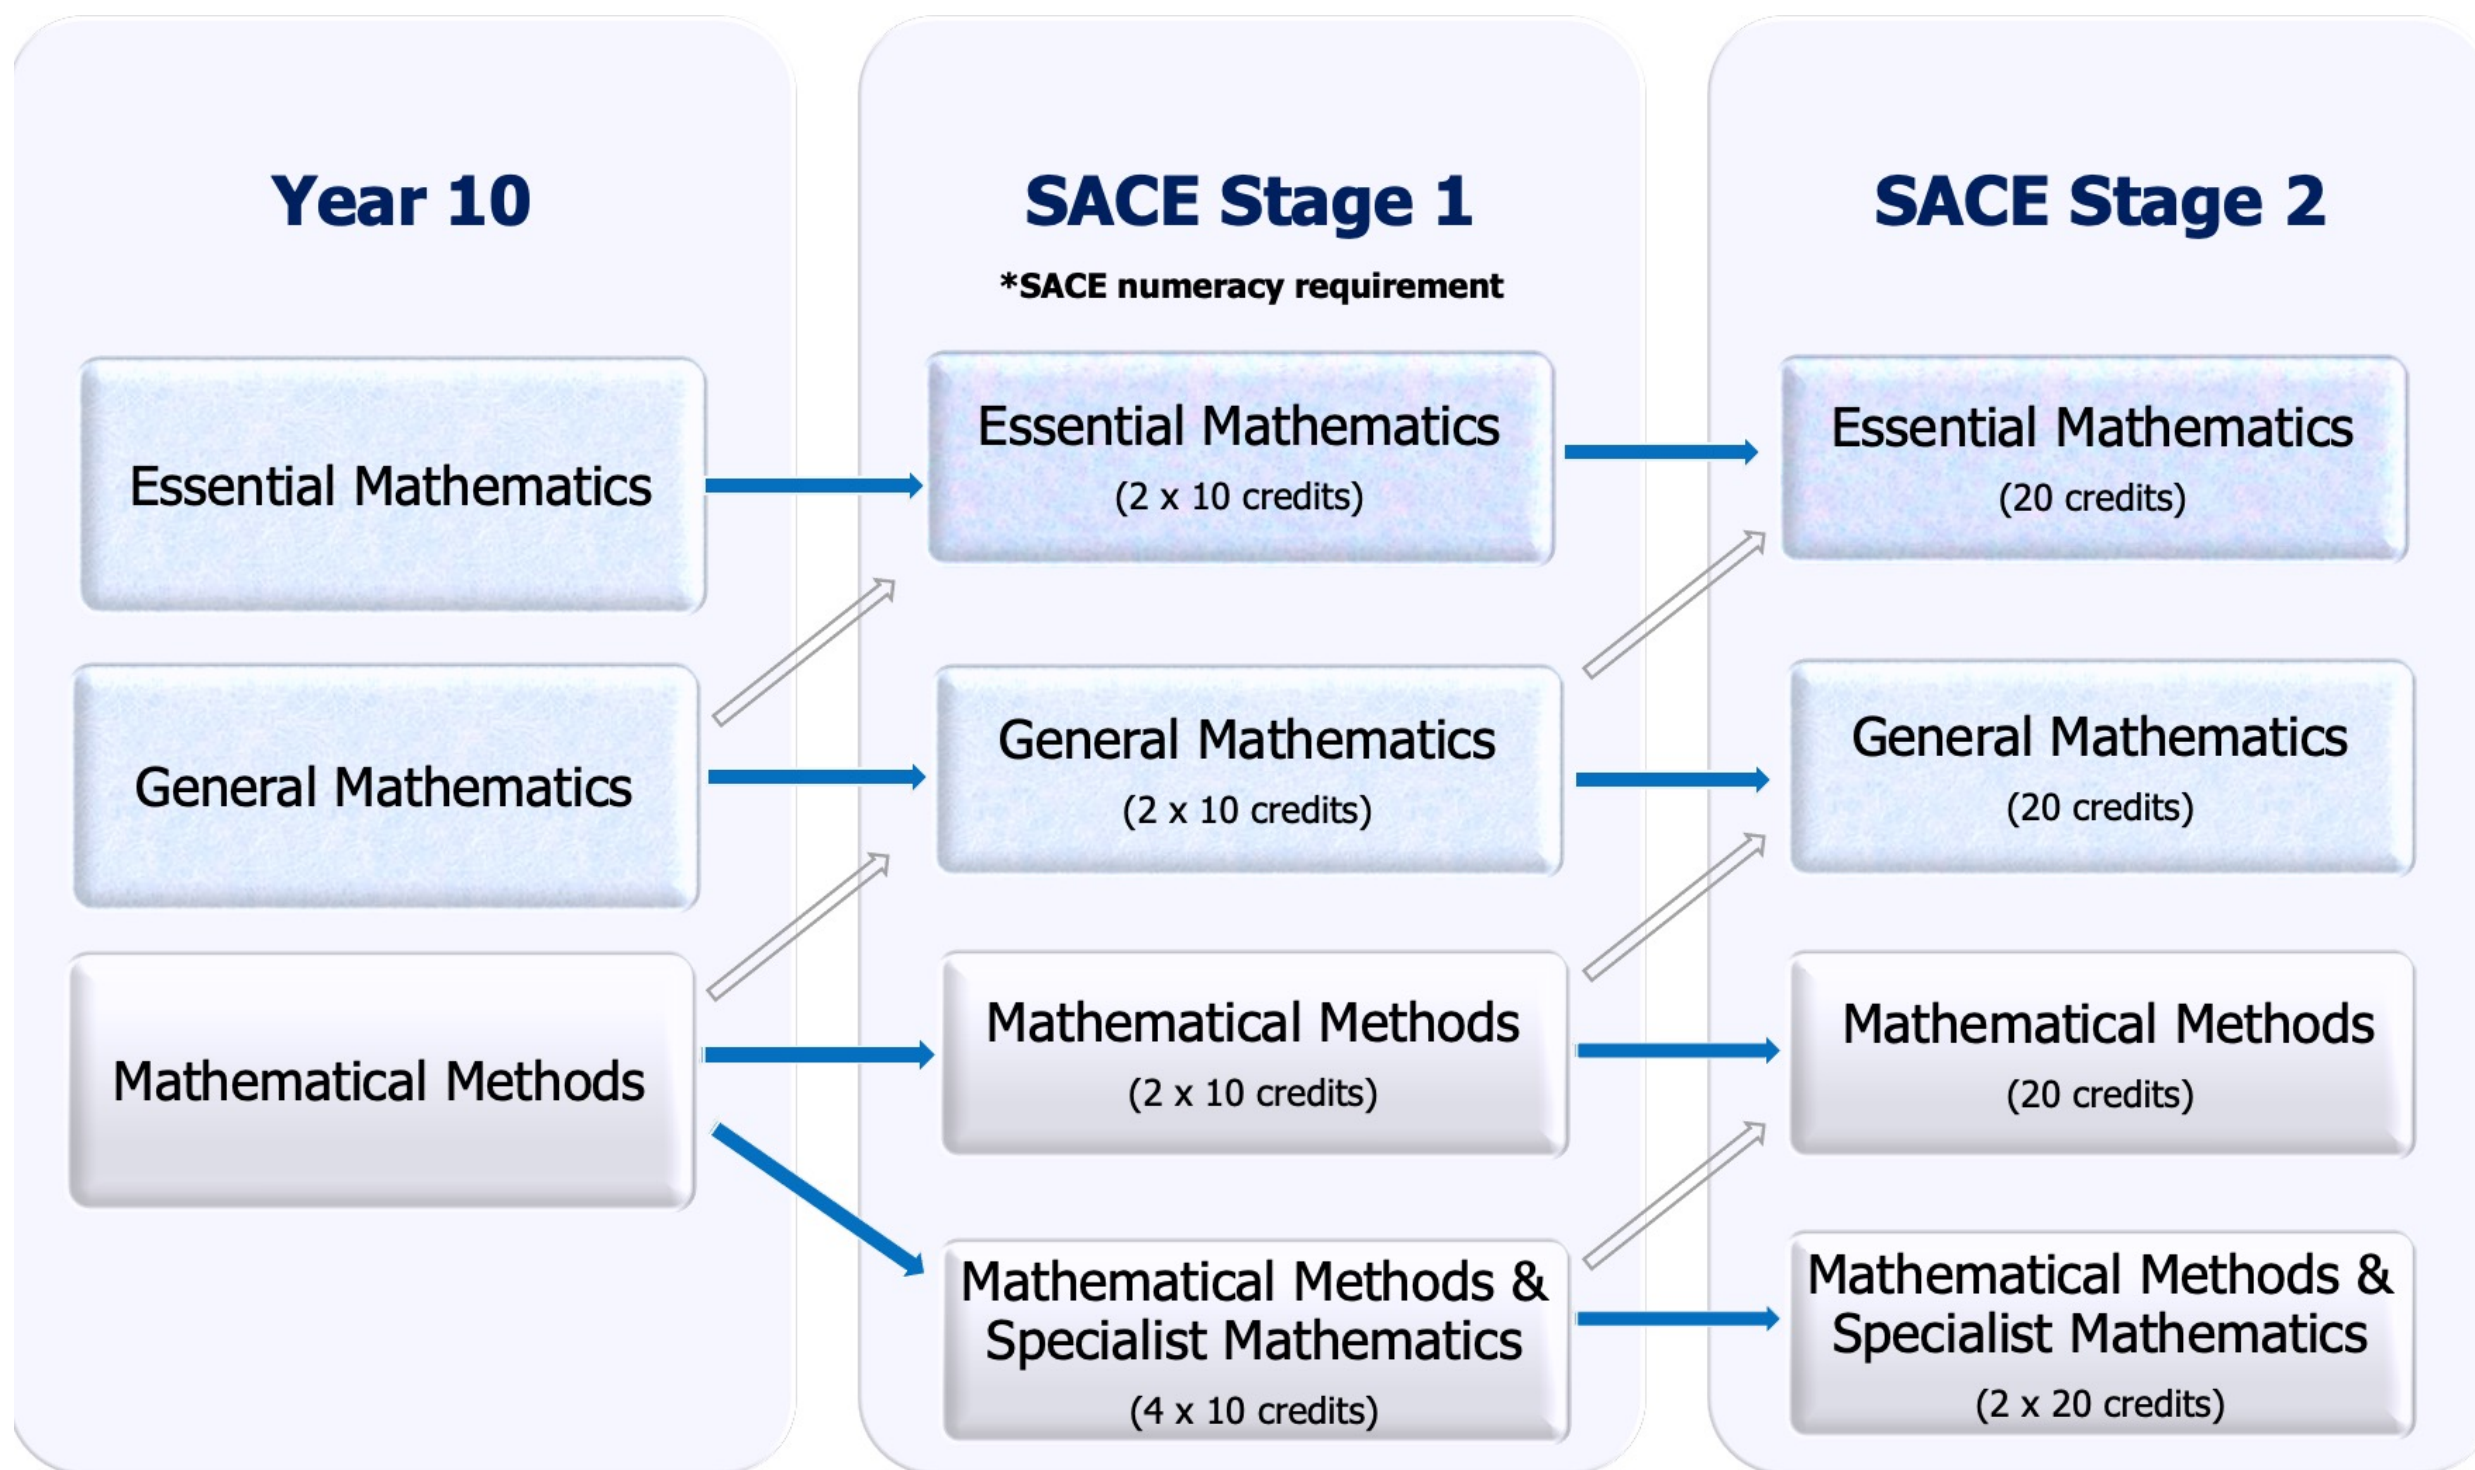 Year 10
Essential Mathematics
General Mathematics
Mathematical Methods
SACE Stage 1
*SACE numeracy requirement
Essential Mathematics
(2 x 10 credits)
General Mathematics
(2 x 10 credits)
Mathematical Methods
(2 x 10 credits)
Mathematical Methods &
Specialist Mathematics
(4 x 10 credits)
SACE Stage 2
Essential Mathematics
(20 credits)
General Mathematics
(20 credits)
Mathematical Methods
(20 credits)
Mathematical Methods &
Specialist Mathematics
(2 x 20 credits)